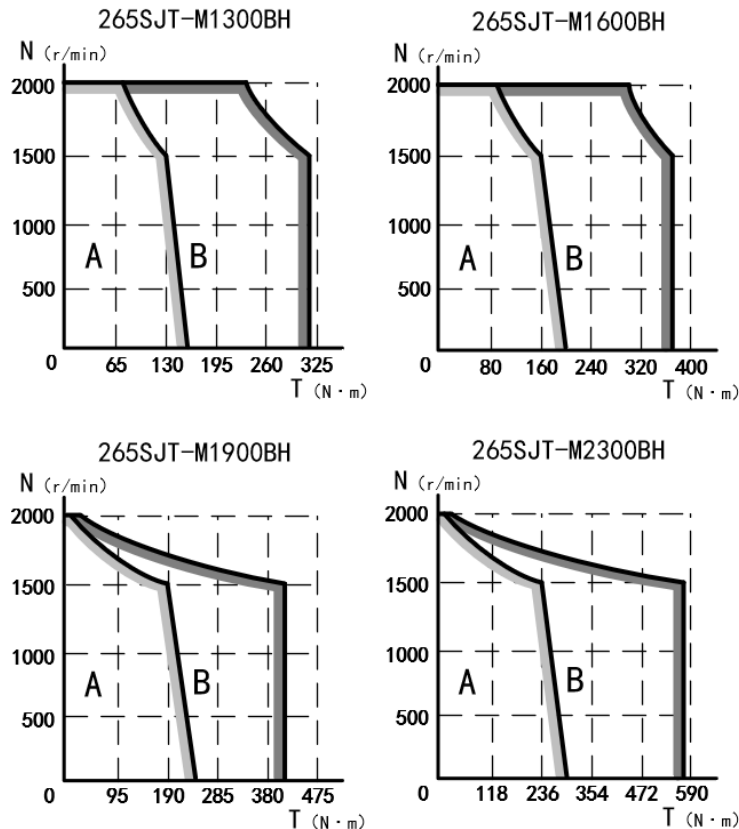 265SJT-M1300BH
N (r/min)
2000
1500
1000
500
0
A
B
65 130 195 260 325
T (N·m)
265SJT-M1600BH
N (r/min)
2000
1500
1000
500
0
A
B
80 160 240 320 400
T (N·m)
265SJT-M1900BH
N (r/min)
2000
1500
1000
500
0
A
B
95 190 285 380 475
T (N·m)
265SJT-M2300BH
N (r/min)
2000
1500
1000
500
0
A
B
118 236 354 472 590
T (N·m)